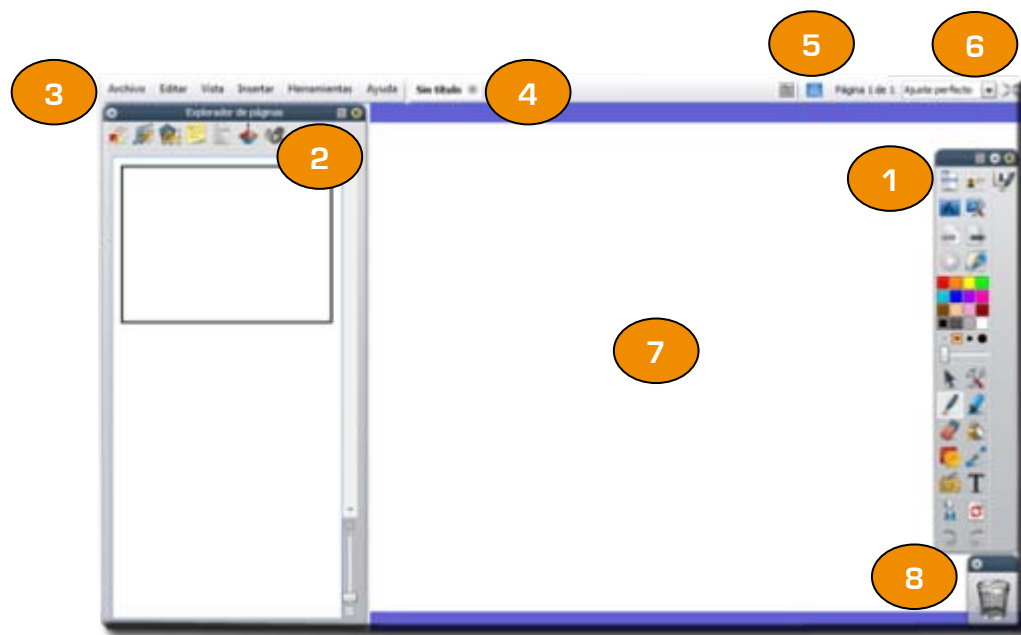 5
6
3
Archivo Editar Vista Insertar Herramientas Ayuda Sin título
4
Página 1 de 1 Ajuste perfecto
Explorador de páginas
2
1
A
7
T
8